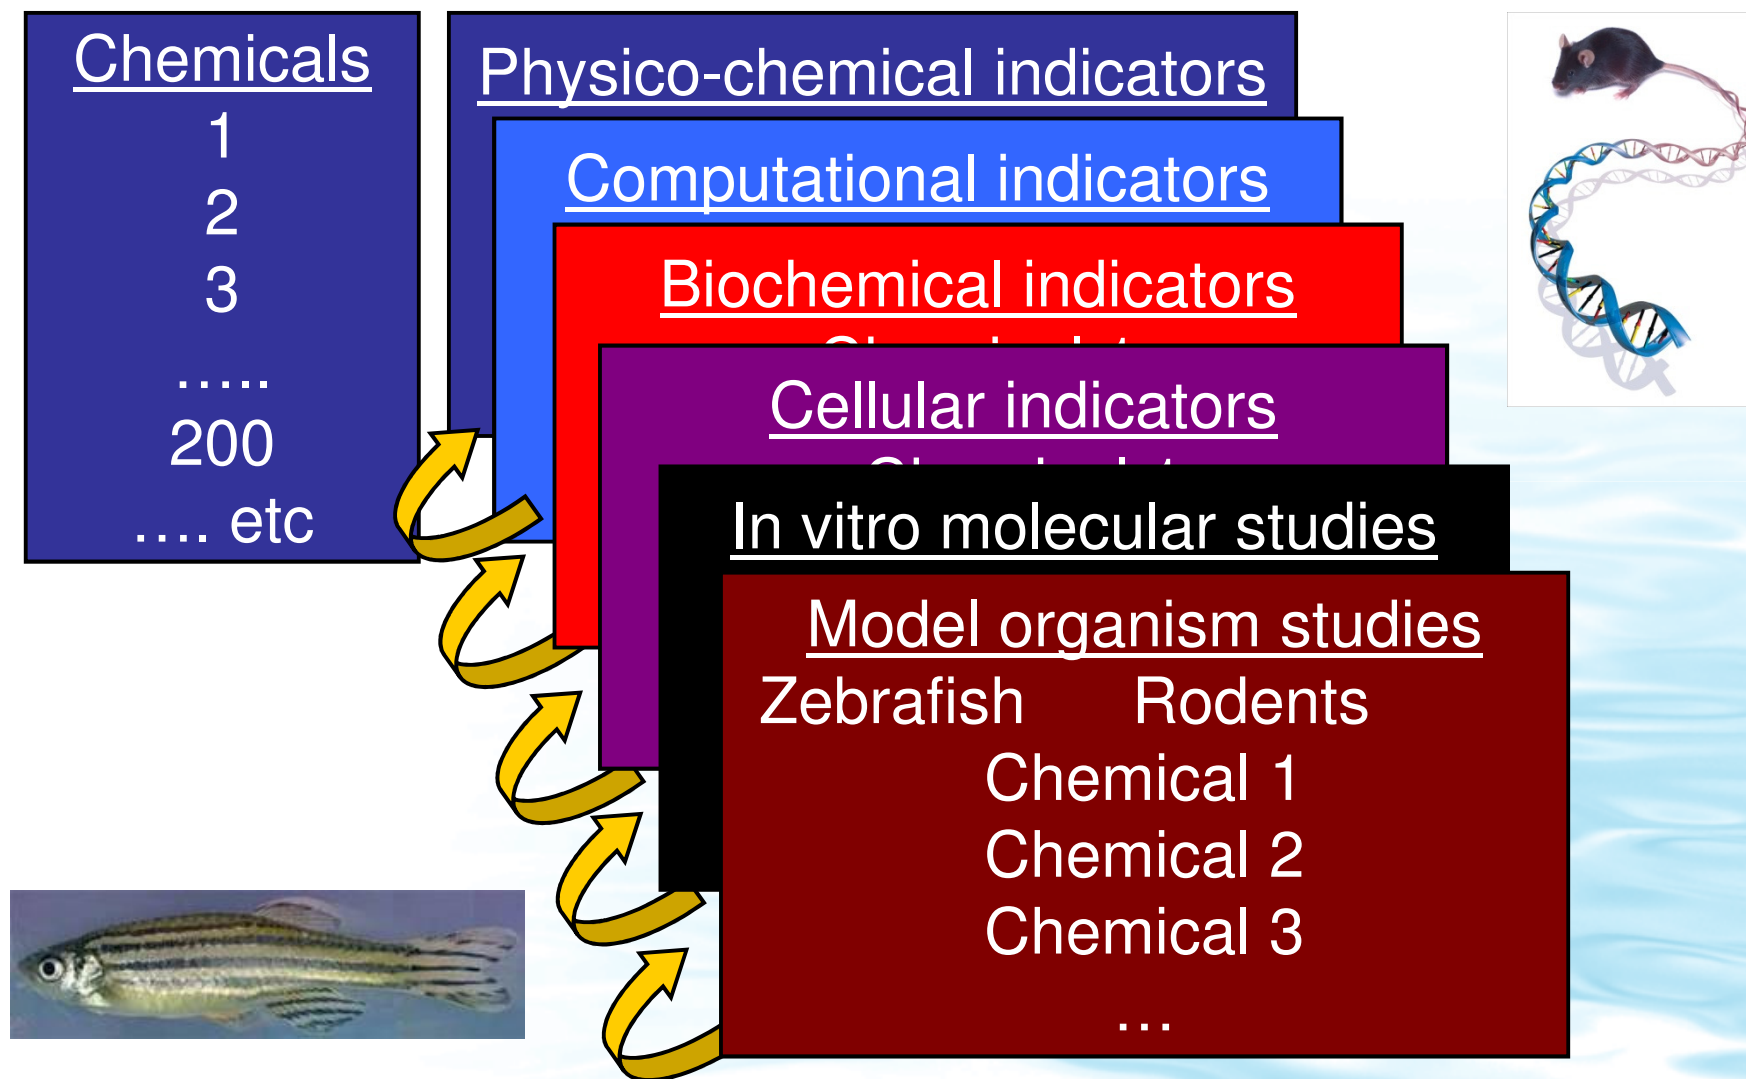 Chemicals
1
2
3
…..
200
…. etc
Physico-chemical indicators
Computational indicators
Biochemical indicators
Cellular indicators
In vitro molecular studies
Model organism studies
Zebrafish Rodents
Chemical 1
Chemical 2
Chemical 3
…